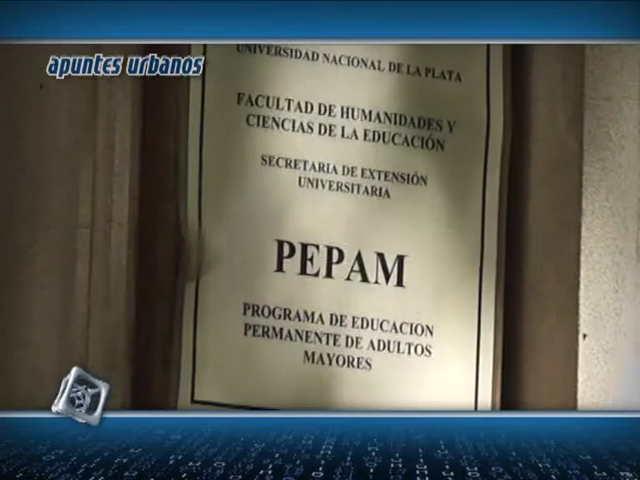 apuntes urbanos
UNIVERSIDAD NACIONAL DE LA PLATA
FACULTAD DE HUMANIDADES Y
CIENCIAS DE LA EDUCACIÓN
SECRETARIA DE EXTENSIÓN
UNIVERSITARIA
PEPAM
PROGRAMA DE EDUCACION
PERMANENTE DE ADULTOS
MAYORES